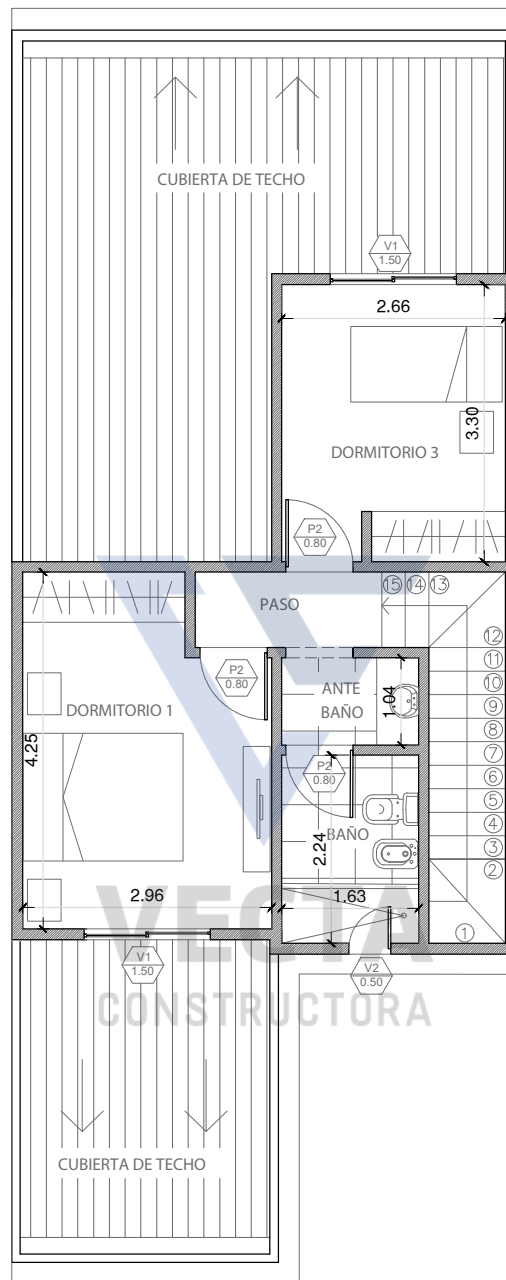 CUBIERTA DE TECHO
V1
1.50
2.66
3.30
DORMITORIO 3
P2
0.80
15 14 13
PASO
12
11
10
9
8
7
6
5
4
3
2
1
P2
0.80
ANTE
BAÑO
1.04
DORMITORIO 1
4.25
P2
0.80
BAÑO
2.24
2.96
1.63
VECTA
CONSTRUCTORA
V1
1.50
V2
0.50
CUBIERTA DE TECHO